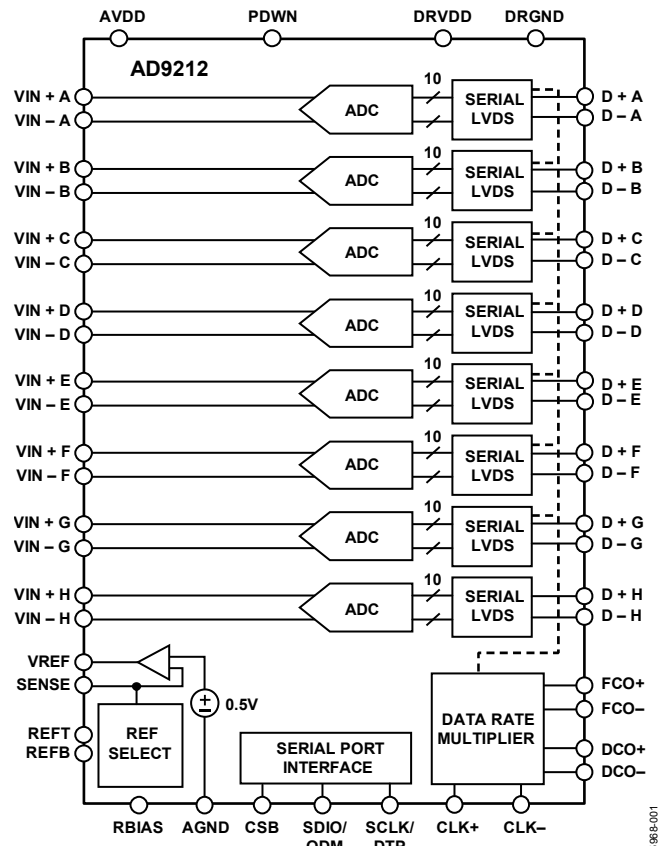 AVDD PDWN DRVDD DRGND
AD9212
VIN + A
VIN – A
ADC
10
SERIAL
LVDS
D + A
D – A
VIN + B
VIN – B
ADC
10
SERIAL
LVDS
D + B
D – B
VIN + C
VIN – C
ADC
10
SERIAL
LVDS
D + C
D – C
VIN + D
VIN – D
ADC
10
SERIAL
LVDS
D + D
D – D
VIN + E
VIN – E
ADC
10
SERIAL
LVDS
D + E
D – E
VIN + F
VIN – F
ADC
10
SERIAL
LVDS
D + F
D – F
VIN + G
VIN – G
ADC
10
SERIAL
LVDS
D + G
D – G
VIN + H
VIN – H
ADC
10
SERIAL
LVDS
D + H
D – H
VREF
SENSE
REFT
REFB
REF
SELECT
+
–
0.5V
SERIAL PORT
INTERFACE
DATA RATE
MULTIPLIER
FCO+
FCO–
DCO+
DCO–
RBIAS AGND CSB SDIO/ SCLK/ CLK+ CLK–
968-001